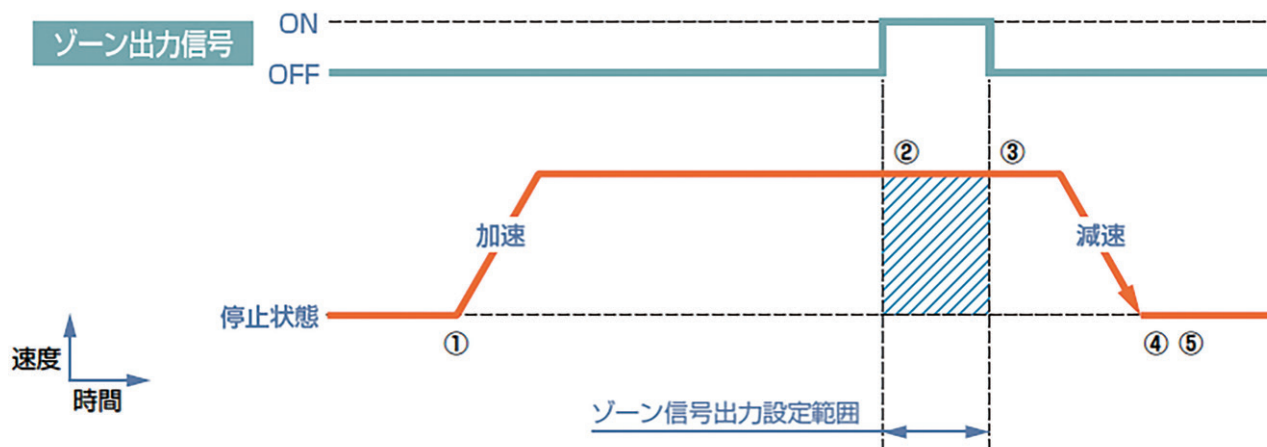 ON
ゾーン出力信号
OFF
② ③
加速
減速
停止状態
① ④ ⑤
速度
時間
ゾーン信号出力設定範囲